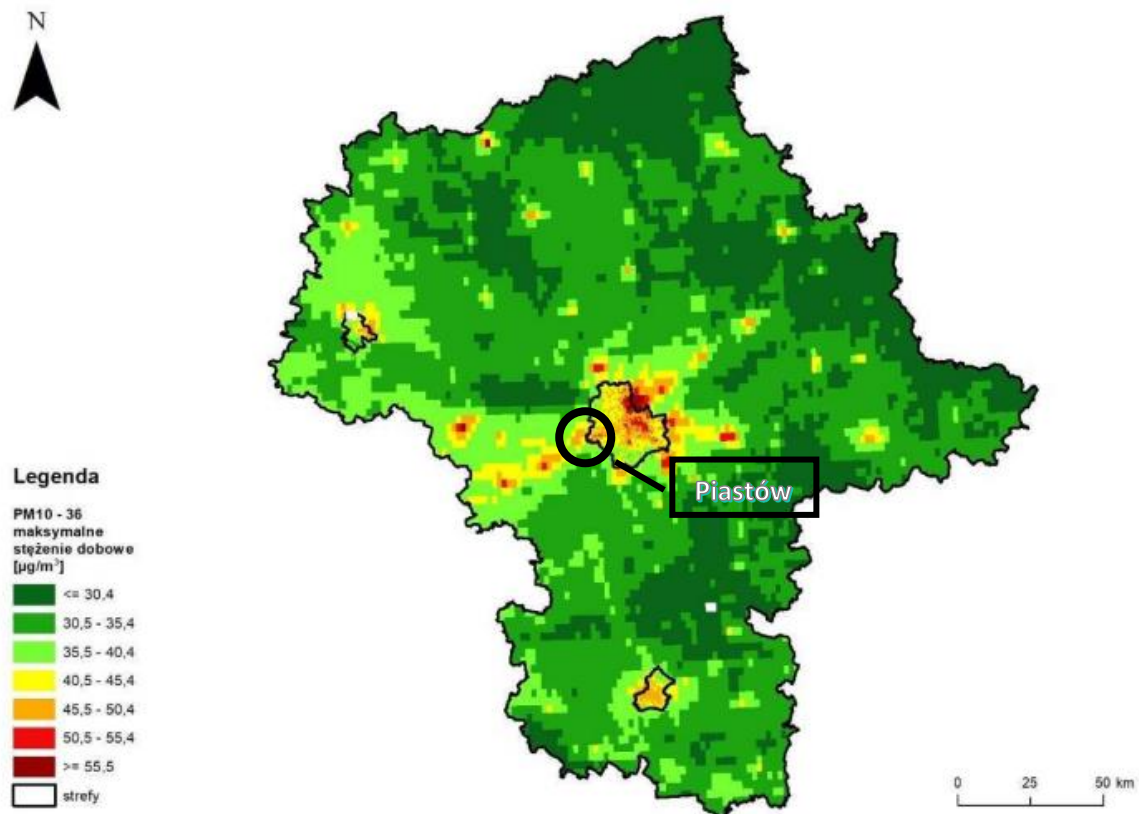 N
Piastów
Legenda
PM10 - 36
maksymalne
stężenie dobowe
[µg/m³]
<= 30,4
30,5 - 35,4
35,5 - 40,4
40,5 - 45,4
45,5 - 50,4
50,5 - 55,4
>= 55,5
strefy
0 25 50 km